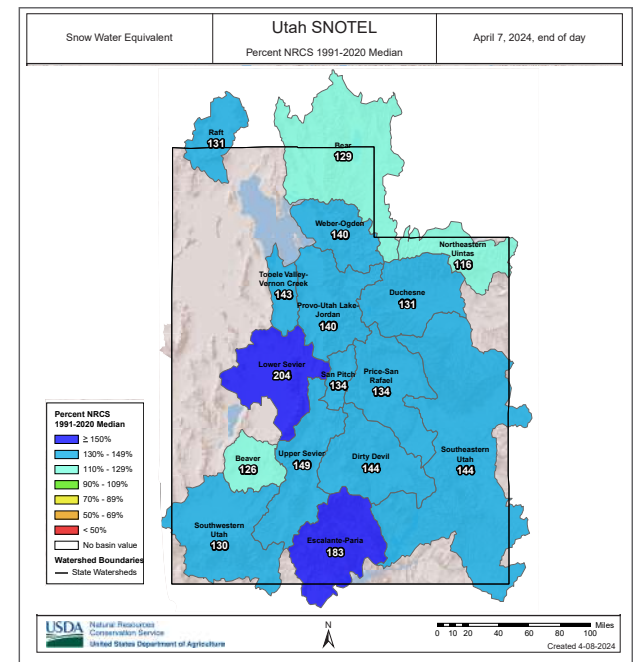 Snow Water Equivalent
Utah SNOTEL
Percent NRCS 1991-2020 Median
April 7, 2024, end of day
Raft
131
Bear
129
Weber-Ogden
140
Northeastern
Uintas
116
Tooele Valley-
Vernon Creek
143
Duchesne
131
Provo-Utah Lake-
Jordan
140
Lower Sevier
204
San Pitch
134
Price-San
Rafael
134
Beaver
126
Upper Sevier
149
Dirty Devil
144
Southeastern
Utah
144
Southwestern
Utah
130
Escalante-Paria
183
Percent NRCS
1991-2020 Median
≥ 150%
130% - 149%
110% - 129%
90% - 109%
70% - 89%
50% - 69%
< 50%
No basin value
Watershed Boundaries
State Watersheds
USDA
Natural Resources
Conservation Service
United States Department of Agriculture
N
0 10 20 40 60 80 100
Miles
Created 4-08-2024